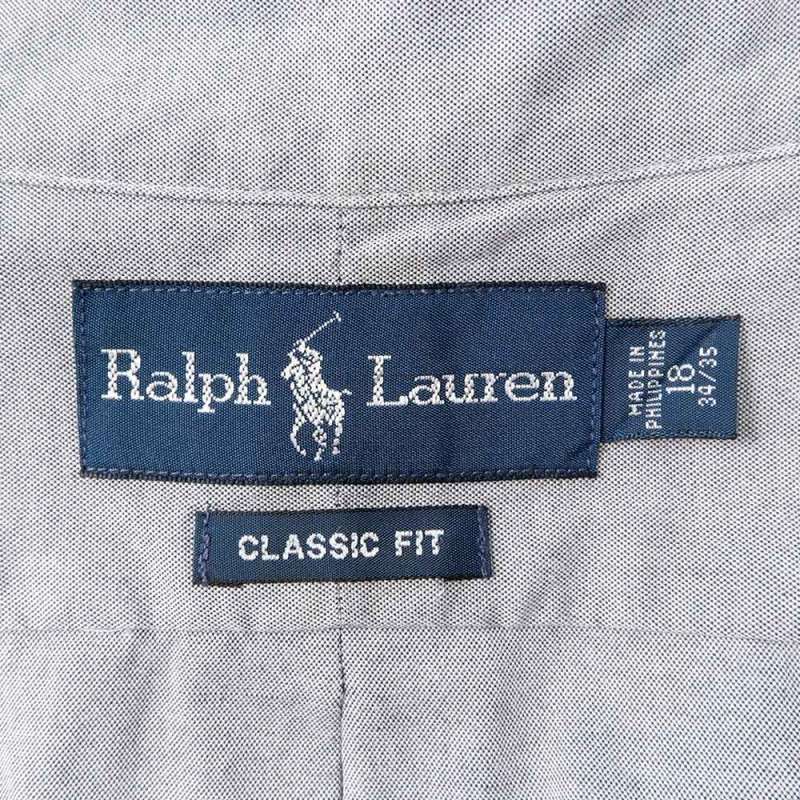 Ralph Lauren
MADE IN
PHILIPPINES
18
34/35
CLASSIC FIT